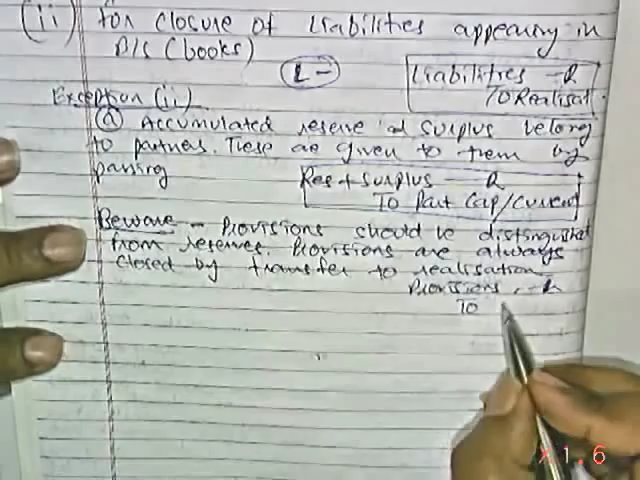 (ii) for closure of liabilities appearing in
B/S (books)
L -
Liabilities - Dr
To Realisat.
Exception (ii)
(a) Accumulated reserve & surplus belong
to partners. These are given to them by
passing
Res + Surplus - Dr
To Part Cap/Current
Beware - Provisions should be distinguished
from reserves. Provisions are always
closed by transfer to realisation
Provisions - Dr
To
x1.6